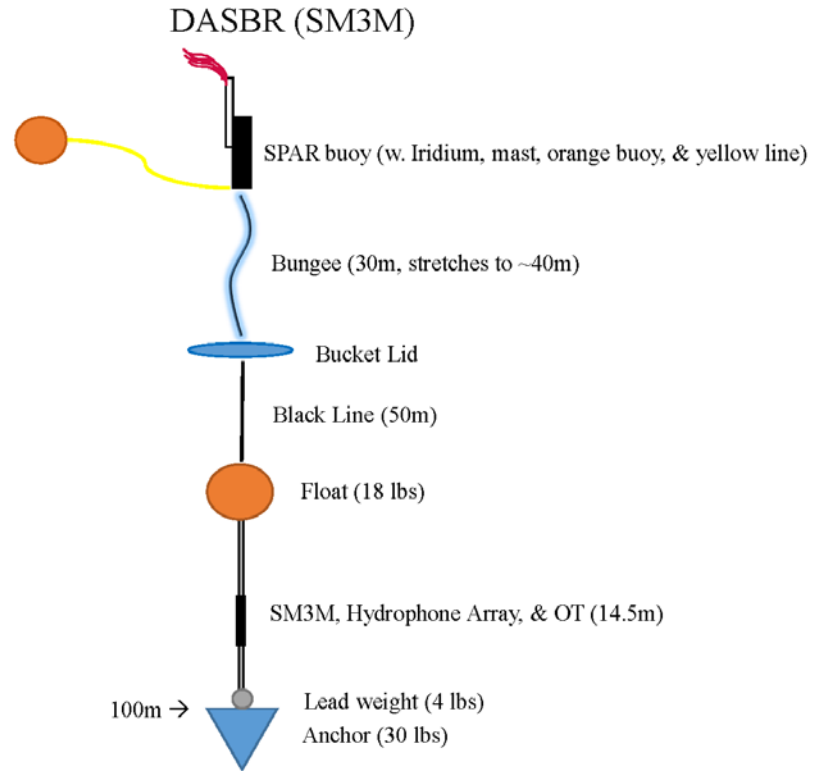 DASBR (SM3M)
SPAR buoy (w. Iridium, mast, orange buoy, & yellow line)
Bungee (30m, stretches to ~40m)
Bucket Lid
Black Line (50m)
Float (18 lbs)
SM3M, Hydrophone Array, & OT (14.5m)
100m →
Lead weight (4 lbs)
Anchor (30 lbs)